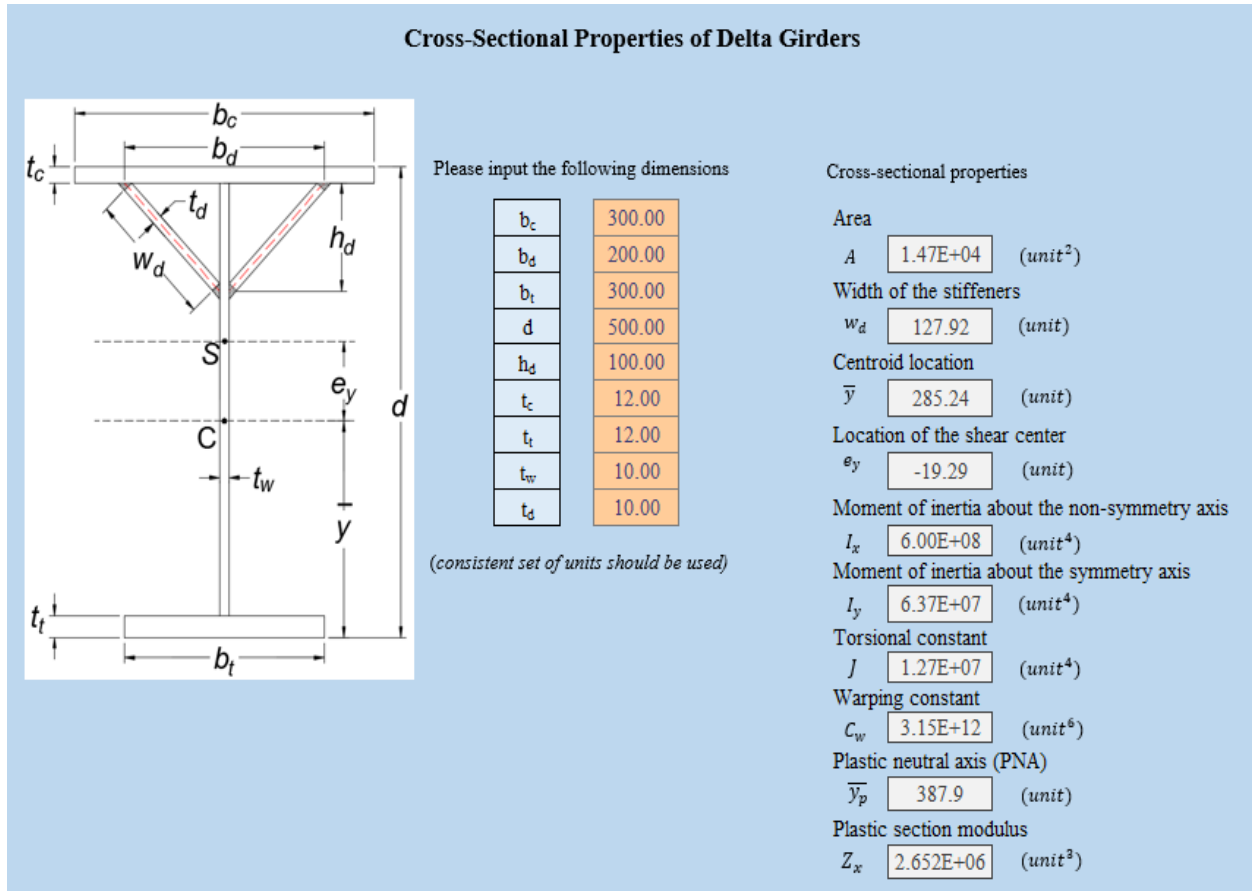 Cross-Sectional Properties of Delta Girders
b_c
b_d
t_c
t_d
h_d
w_d
S
e_y
d
C
t_w
y̅
t_t
b_t
Please input the following dimensions
b_c 300.00
b_d 200.00
b_t 300.00
d 500.00
h_d 100.00
t_c 12.00
t_t 12.00
t_w 10.00
t_d 10.00
(consistent set of units should be used)
Cross-sectional properties
Area
A 1.47E+04 (unit²)
Width of the stiffeners
w_d 127.92 (unit)
Centroid location
y̅ 285.24 (unit)
Location of the shear center
e_y -19.29 (unit)
Moment of inertia about the non-symmetry axis
I_x 6.00E+08 (unit⁴)
Moment of inertia about the symmetry axis
I_y 6.37E+07 (unit⁴)
Torsional constant
J 1.27E+07 (unit⁴)
Warping constant
C_w 3.15E+12 (unit⁶)
Plastic neutral axis (PNA)
y̅_p 387.9 (unit)
Plastic section modulus
Z_x 2.652E+06 (unit³)